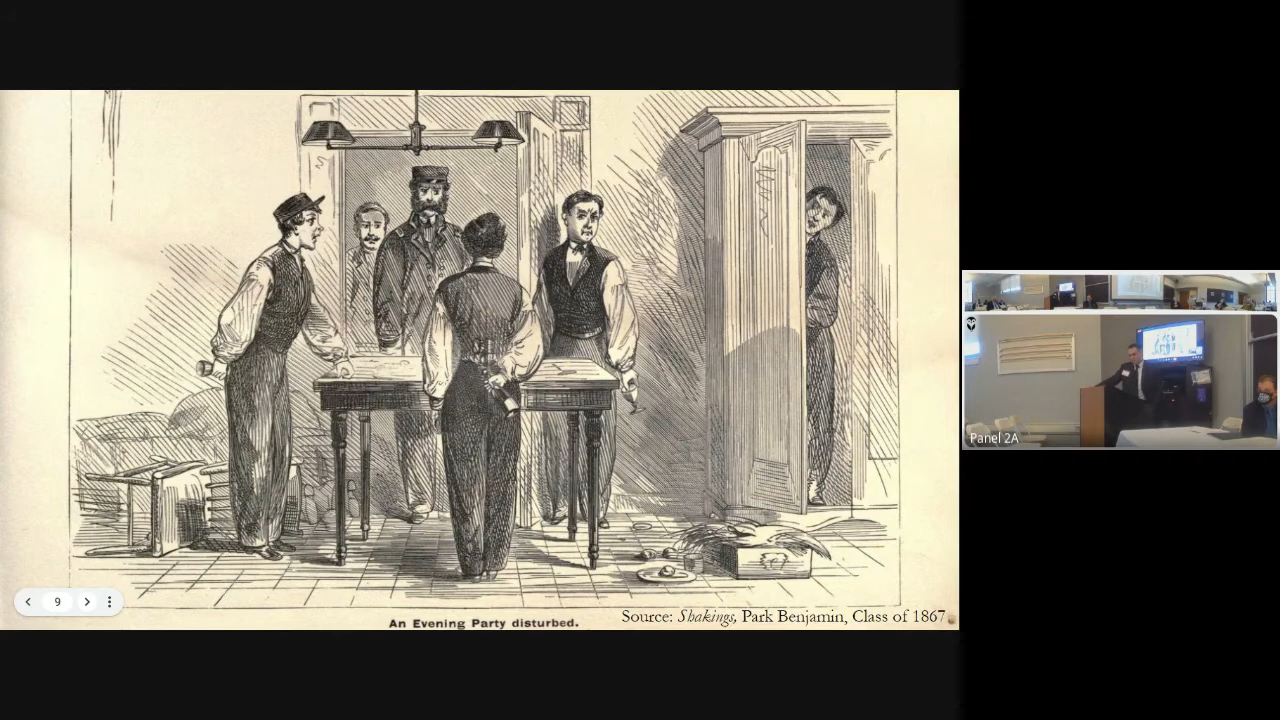 9
An Evening Party disturbed.
Source: Shakings, Park Benjamin, Class of 1867
Panel 2A